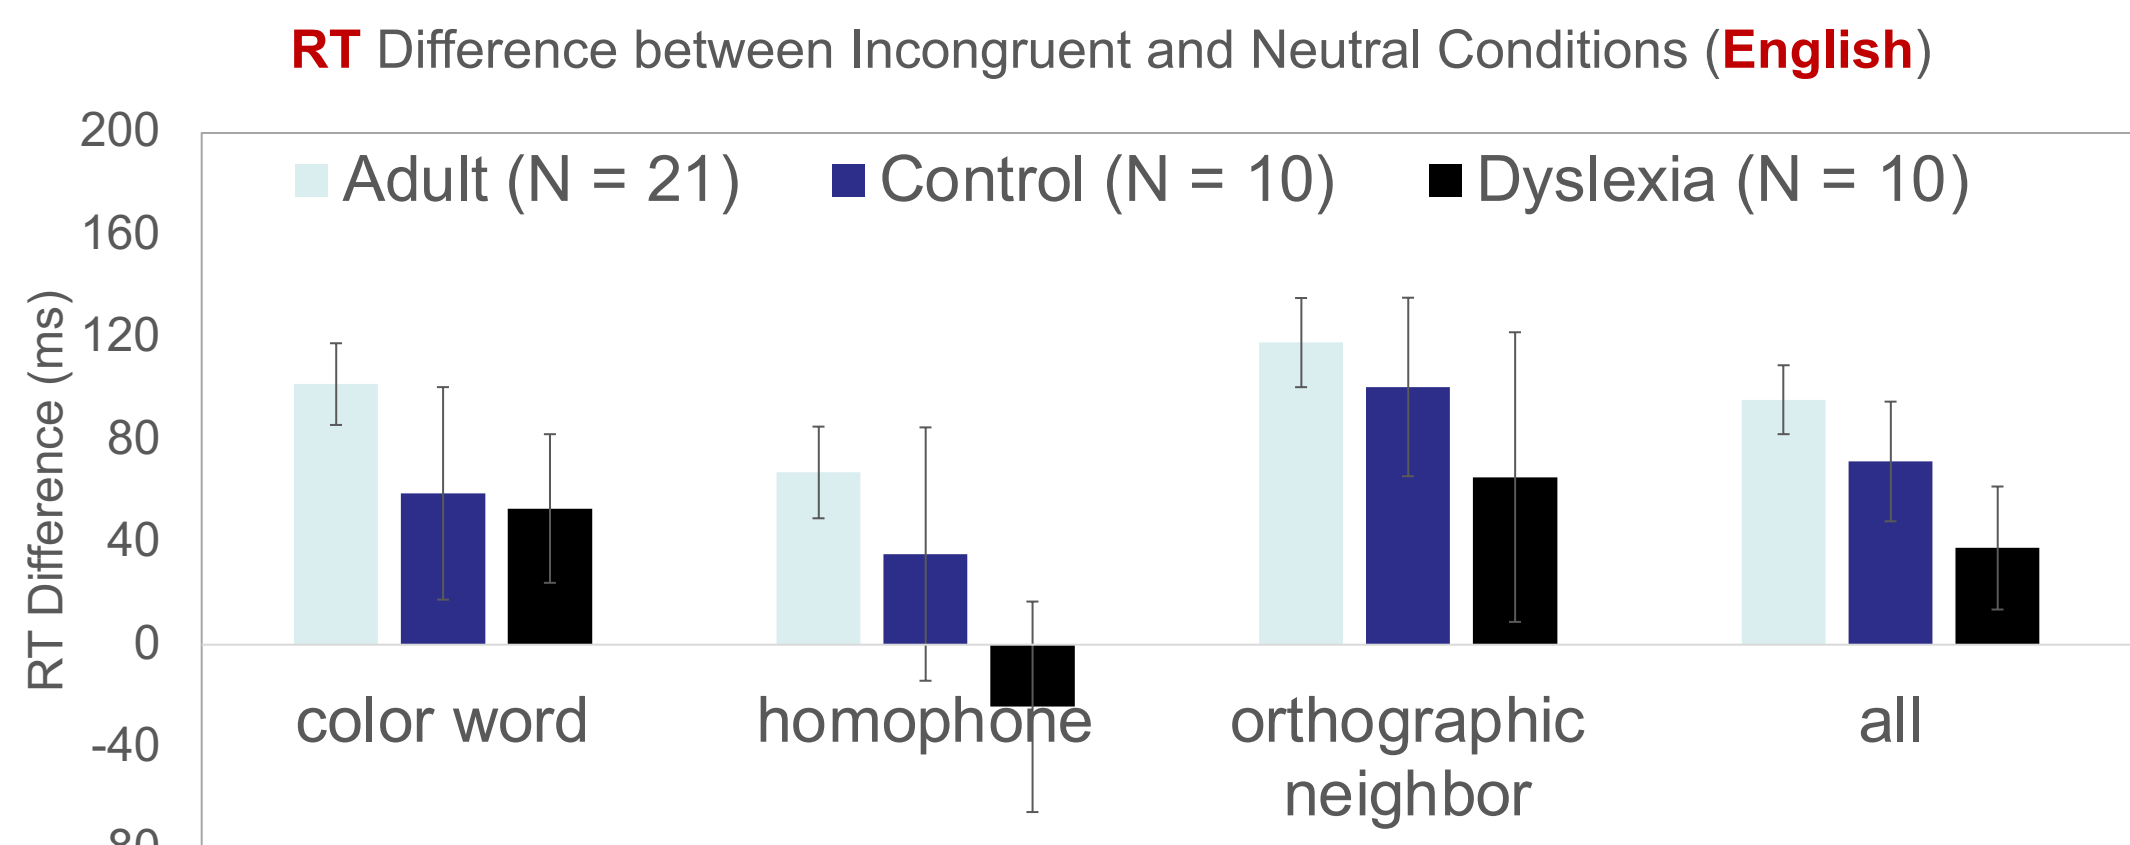 RT Difference between Incongruent and Neutral Conditions (English)
200
Adult (N = 21) Control (N = 10) Dyslexia (N = 10)
160
120
80
40
0
-40
RT Difference (ms)
color word homophone orthographic neighbor all